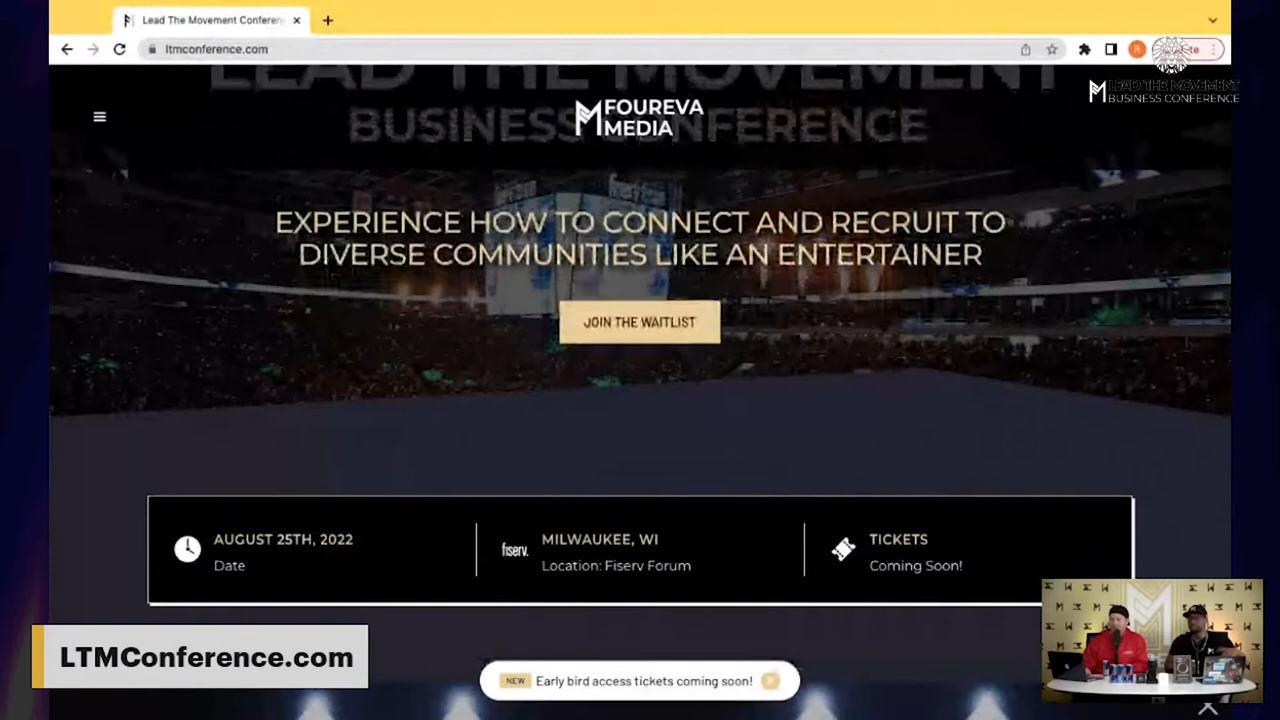 Lead The Movement Conferen
ltmconference.com
LEAD THE MOVEMENT
BUSINESS CONFERENCE
FOUREVA
MEDIA
LEAD THE MOVEMENT
BUSINESS CONFERENCE
EXPERIENCE HOW TO CONNECT AND RECRUIT TO
DIVERSE COMMUNITIES LIKE AN ENTERTAINER
JOIN THE WAITLIST
AUGUST 25TH, 2022
Date
fiserv.
MILWAUKEE, WI
Location: Fiserv Forum
TICKETS
Coming Soon!
LTMConference.com
NEW Early bird access tickets coming soon!